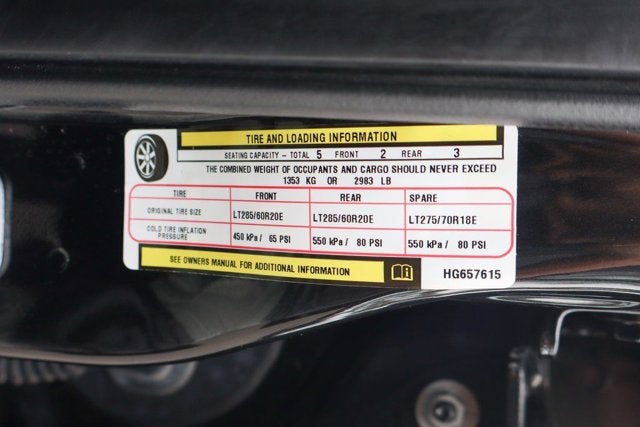 TIRE AND LOADING INFORMATION
SEATING CAPACITY - TOTAL 5 FRONT 2 REAR 3
THE COMBINED WEIGHT OF OCCUPANTS AND CARGO SHOULD NEVER EXCEED
1353 KG OR 2983 LB
TIRE FRONT REAR SPARE
ORIGINAL TIRE SIZE LT285/60R20E LT285/60R20E LT275/70R18E
COLD TIRE INFLATION
PRESSURE 450 kPa / 65 PSI 550 kPa / 80 PSI 550 kPa / 80 PSI
SEE OWNERS MANUAL FOR ADDITIONAL INFORMATION
HG657615